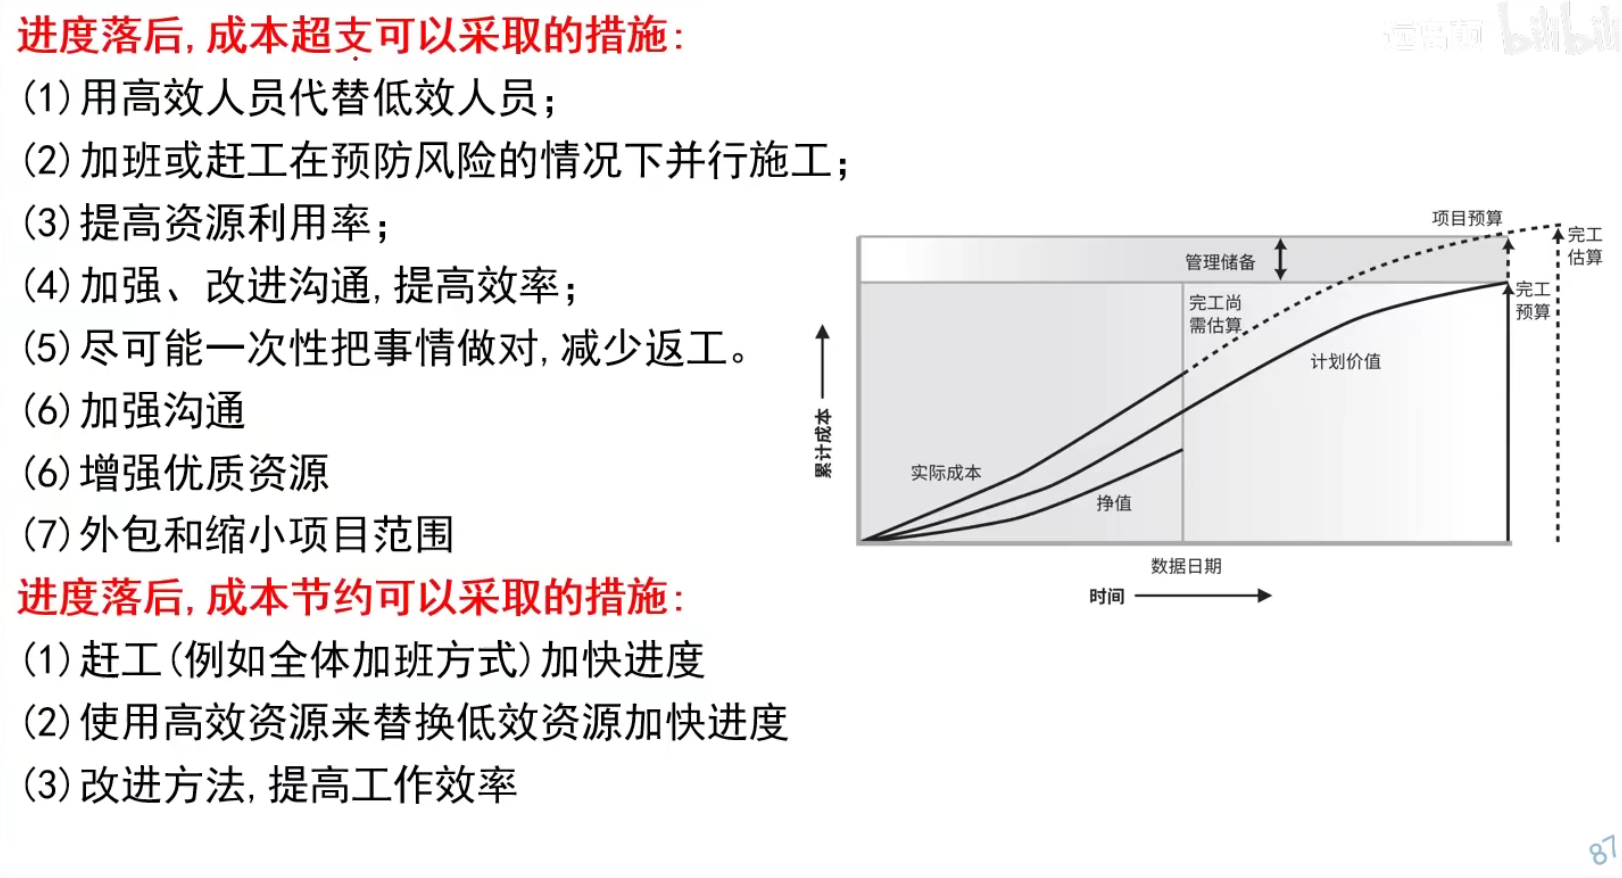 进度落后,成本超支可以采取的措施:
(1)用高效人员代替低效人员;
(2)加班或赶工在预防风险的情况下并行施工;
(3)提高资源利用率;
(4)加强、改进沟通,提高效率;
(5)尽可能一次性把事情做对,减少返工。
(6)加强沟通
(6)增强优质资源
(7)外包和缩小项目范围
进度落后,成本节约可以采取的措施:
(1)赶工(例如全体加班方式)加快进度
(2)使用高效资源来替换低效资源加快进度
(3)改进方法,提高工作效率
bilibili
项目预算
完工
估算
管理储备
完工尚
需估算
完工
预算
计划价值
累计成本
实际成本
挣值
数据日期
时间
87